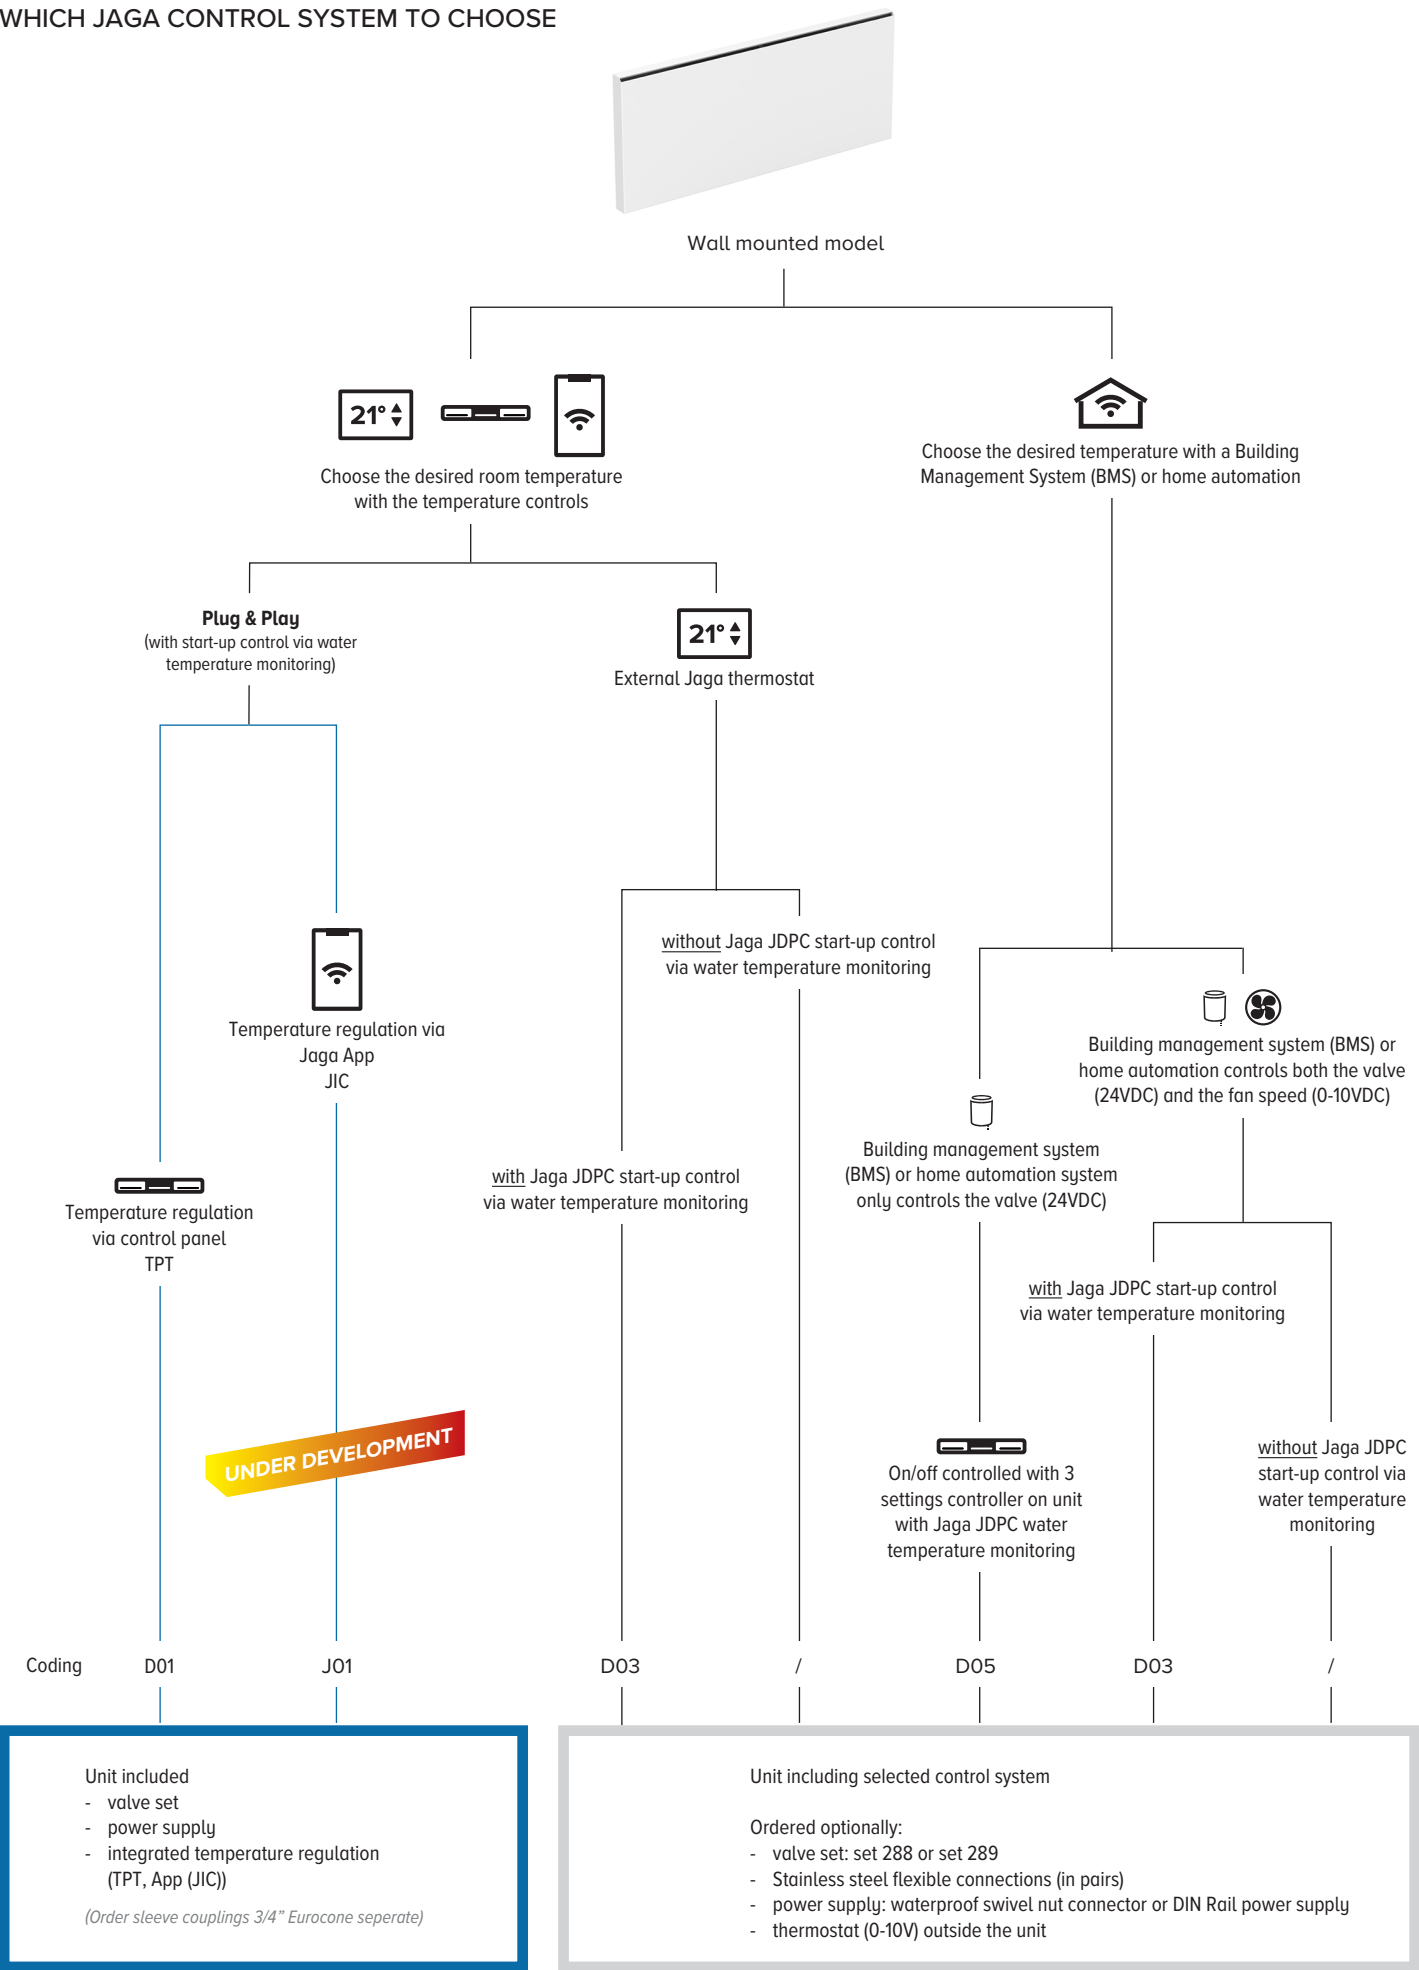 WHICH JAGA CONTROL SYSTEM TO CHOOSE
Wall mounted model
21°
Choose the desired room temperature
with the temperature controls
Choose the desired temperature with a Building
Management System (BMS) or home automation
Plug & Play
(with start-up control via water
temperature monitoring)
21°
External Jaga thermostat
without Jaga JDPC start-up control
via water temperature monitoring
Temperature regulation via
Jaga App
JIC
Building management system (BMS) or
home automation controls both the valve
(24VDC) and the fan speed (0-10VDC)
Building management system
(BMS) or home automation system
only controls the valve (24VDC)
with Jaga JDPC start-up control
via water temperature monitoring
Temperature regulation
via control panel
TPT
with Jaga JDPC start-up control
via water temperature monitoring
UNDER DEVELOPMENT
On/off controlled with 3
settings controller on unit
with Jaga JDPC water
temperature monitoring
without Jaga JDPC
start-up control via
water temperature
monitoring
Coding D01 J01 D03 / D05 D03 /
Unit included
- valve set
- power supply
- integrated temperature regulation
(TPT, App (JIC))
(Order sleeve couplings 3/4" Eurocone seperate)
Unit including selected control system
Ordered optionally:
- valve set: set 288 or set 289
- Stainless steel flexible connections (in pairs)
- power supply: waterproof swivel nut connector or DIN Rail power supply
- thermostat (0-10V) outside the unit